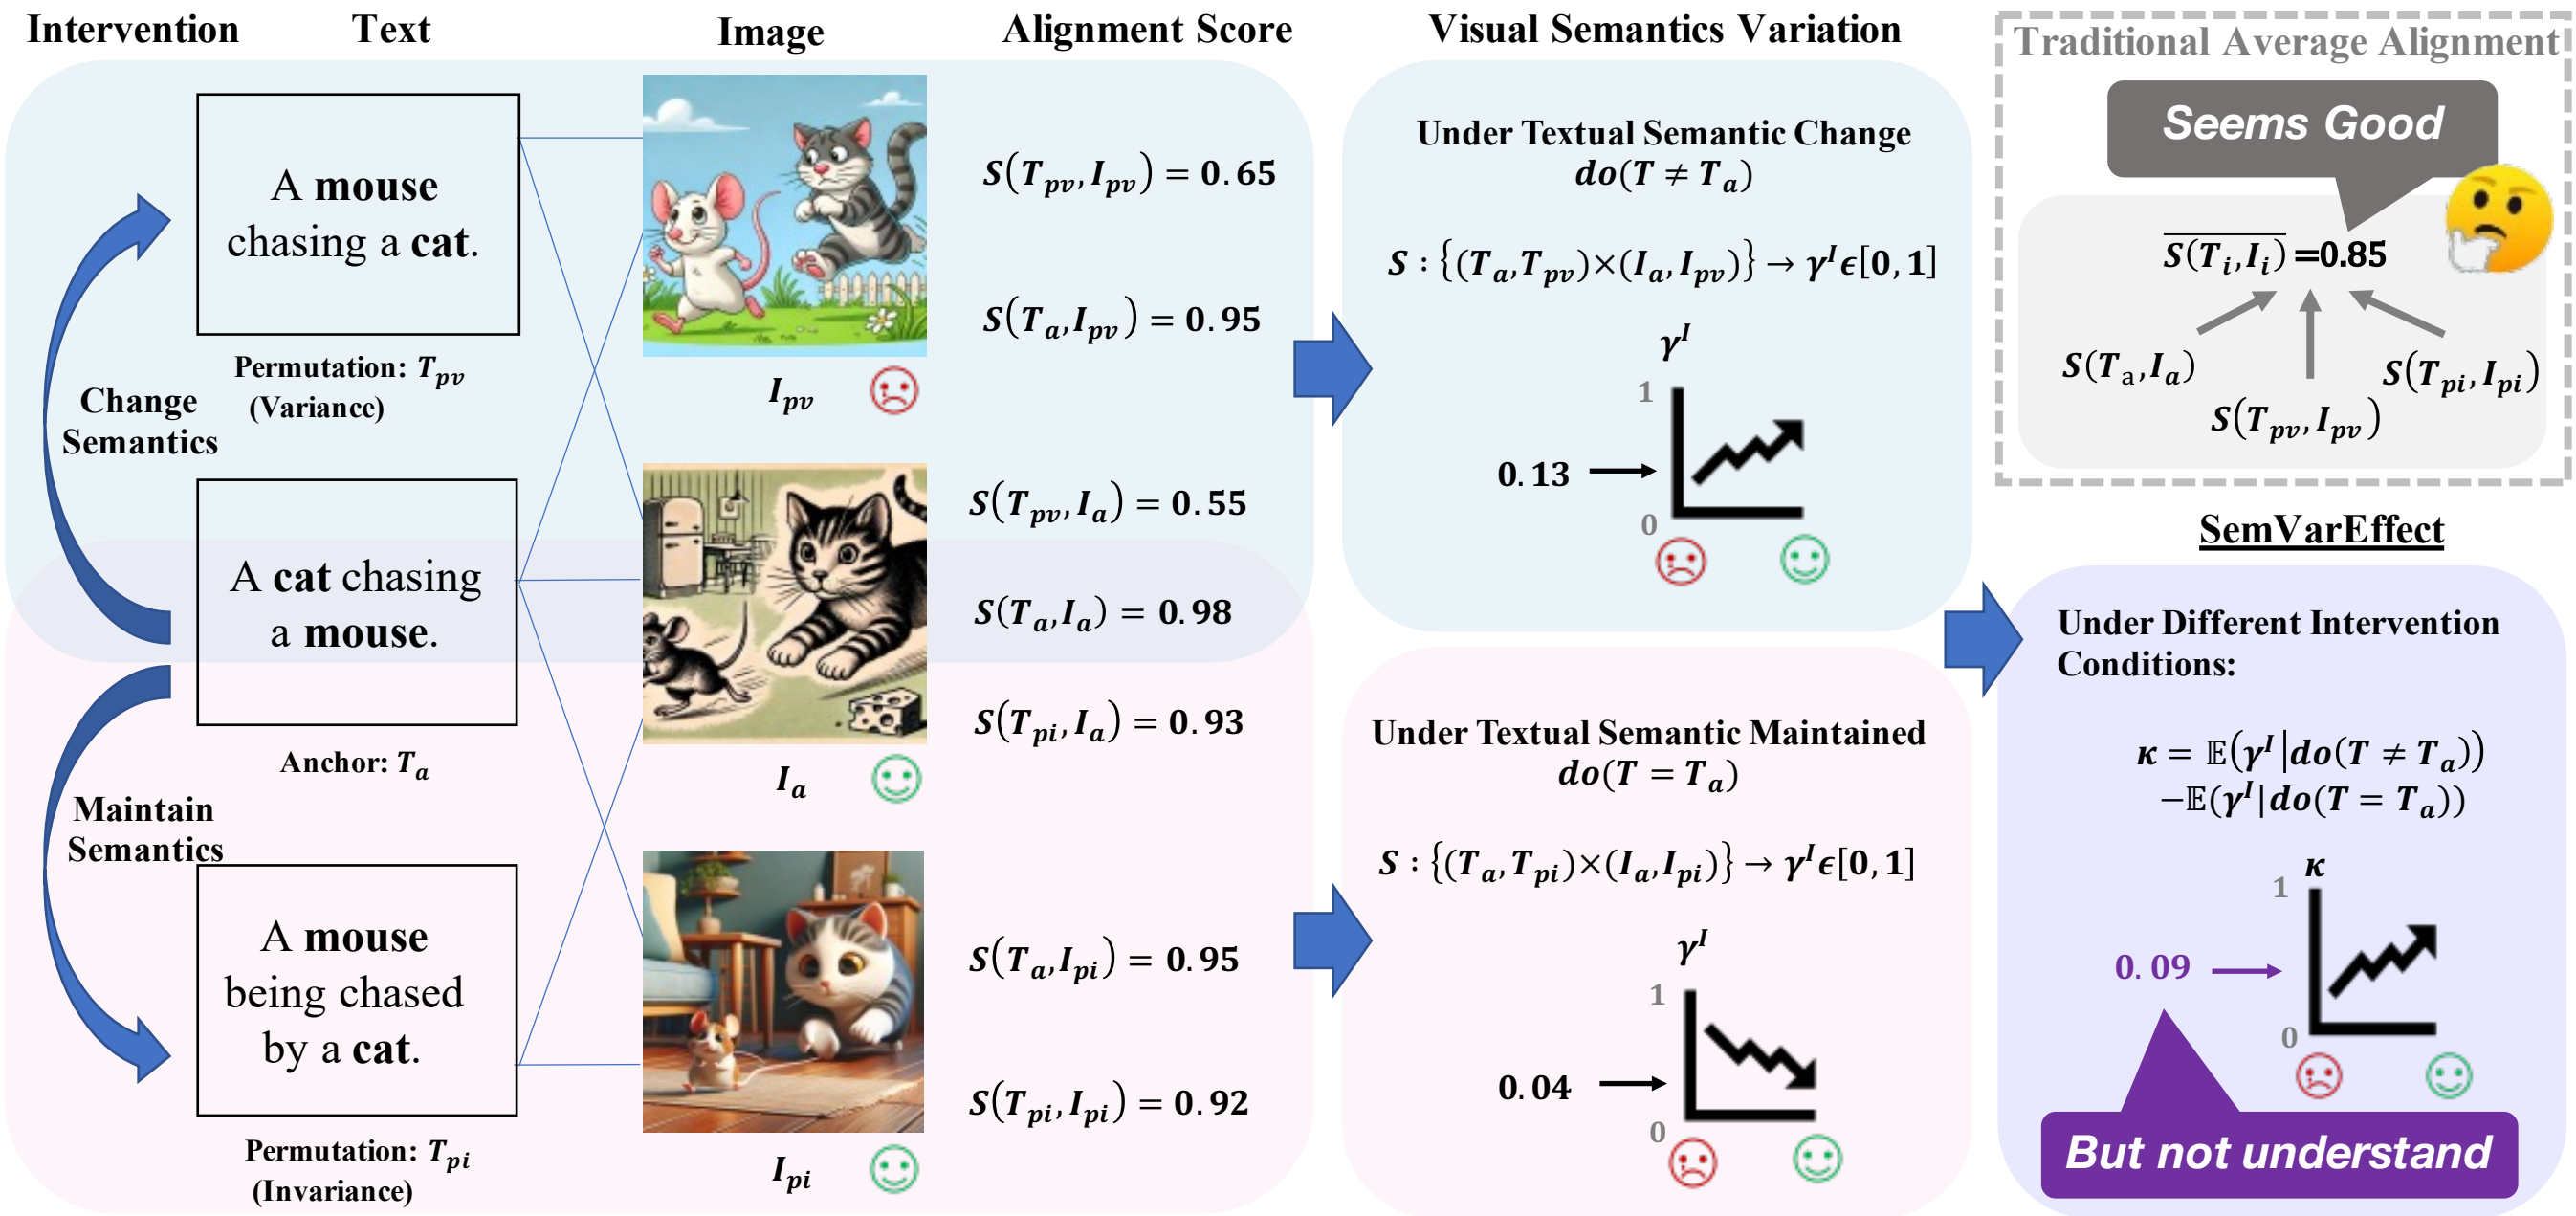 Intervention
Text
Image
Alignment Score
Visual Semantics Variation
Traditional Average Alignment
A mouse
chasing a cat.
Permutation: T_pv
(Variance)
Change
Semantics
A cat chasing
a mouse.
Anchor: T_a
Maintain
Semantics
A mouse
being chased
by a cat.
Permutation: T_pi
(Invariance)
I_pv
I_a
I_pi
S(T_pv, I_pv) = 0.65
S(T_a, I_pv) = 0.95
S(T_pv, I_a) = 0.55
S(T_a, I_a) = 0.98
S(T_pi, I_a) = 0.93
S(T_a, I_pi) = 0.95
S(T_pi, I_pi) = 0.92
Under Textual Semantic Change
do(T ≠ T_a)
S : {(T_a,T_pv)×(I_a,I_pv)} → γ^I ϵ[0, 1]
γ^I
1
0.13
0
Under Textual Semantic Maintained
do(T = T_a)
S : {(T_a,T_pi)×(I_a,I_pi)} → γ^I ϵ[0, 1]
γ^I
1
0.04
0
Seems Good
S(T_i,I_i) =0.85
S(T_a, I_a)
S(T_pi, I_pi)
S(T_pv, I_pv)
SemVarEffect
Under Different Intervention
Conditions:
κ = 𝔼(γ^I|do(T ≠ T_a))
−𝔼(γ^I|do(T = T_a))
κ
1
0.09
0
But not understand